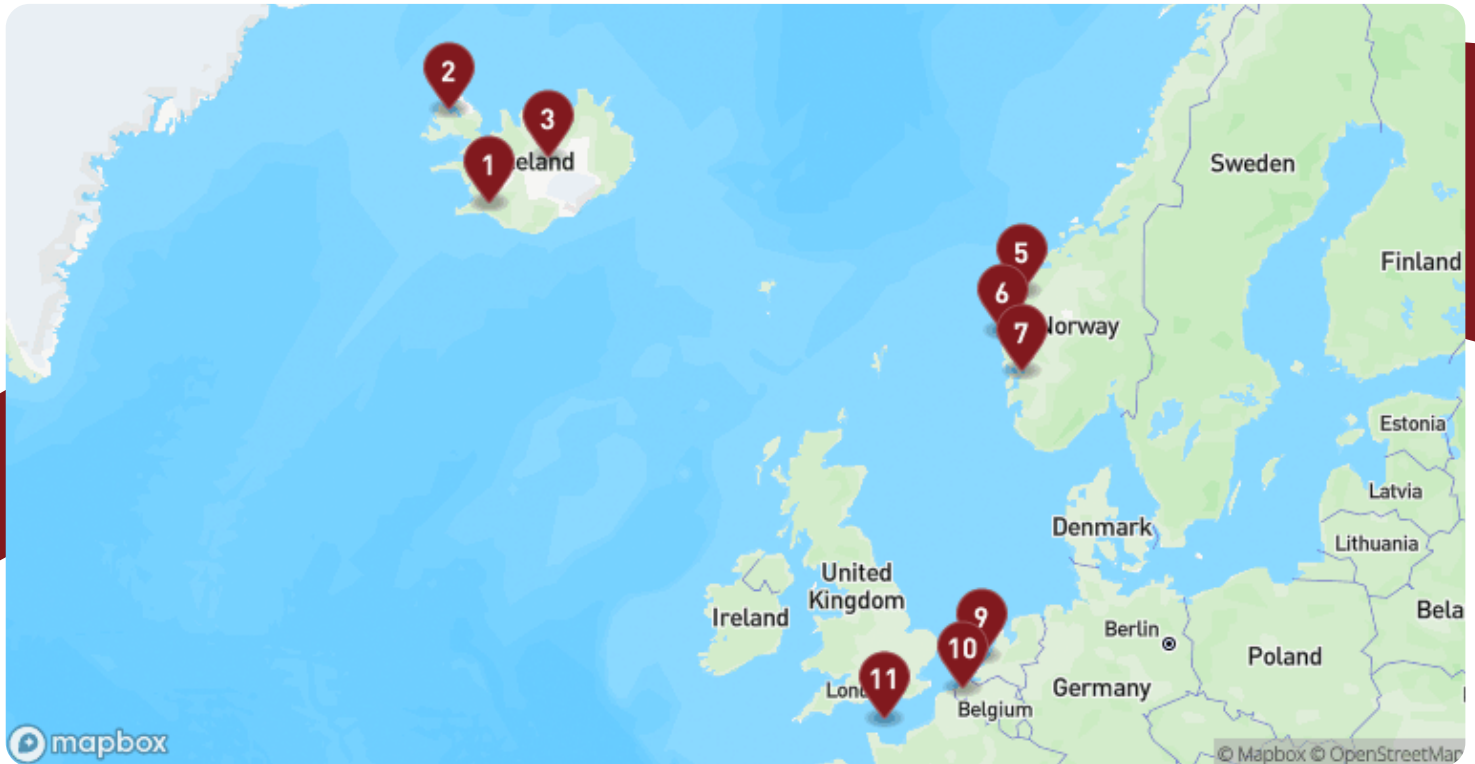 2
3
1
eland
Sweden
5
Finland
6
7
Norway
Estonia
Latvia
Denmark
Lithuania
United
Kingdom
Ireland
9
Berlin
Bela
10
Poland
11
Lon
Germany
Belgium
mapbox
© Mapbox © OpenStreetMap